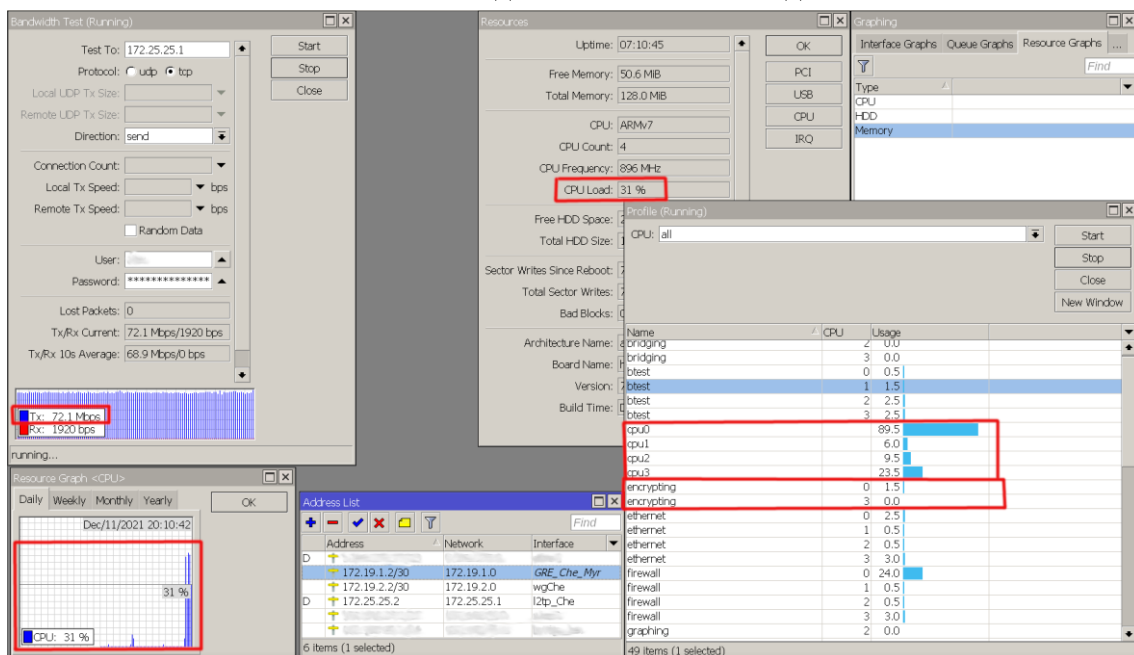 Bandwidth Test (Running)
Test To: 172.25.25.1
Protocol: udp tcp
Local UDP Tx Size:
Remote UDP Tx Size:
Direction: send
Connection Count:
Local Tx Speed: bps
Remote Tx Speed: bps
Random Data
User:
Password: **************
Lost Packets: 0
Tx/Rx Current: 72.1 Mbps/1920 bps
Tx/Rx 10s Average: 68.9 Mbps/0 bps
Tx: 72.1 Mbps
Rx: 1920 bps
running...
Start
Stop
Close
Resources
Uptime: 07:10:45
Free Memory: 50.6 MiB
Total Memory: 128.0 MiB
CPU: ARMv7
CPU Count: 4
CPU Frequency: 896 MHz
CPU Load: 31 %
Free HDD Space:
Total HDD Size:
Sector Writes Since Reboot:
Total Sector Writes:
Bad Blocks:
Architecture Name:
Board Name:
Version:
Build Time:
OK
PCI
USB
CPU
IRQ
Graphing
Interface Graphs Queue Graphs Resource Graphs ...
Find
Type
CPU
HDD
Memory
Profile (Running)
CPU: all
Start
Stop
Close
New Window
Name CPU Usage
bridging 2 0.0
bridging 3 0.0
btest 0 0.5
btest 1 1.5
btest 2 2.5
btest 3 2.5
cpu0 89.5
cpu1 6.0
cpu2 9.5
cpu3 23.5
encrypting 0 1.5
encrypting 3 0.0
ethernet 0 2.5
ethernet 1 0.5
ethernet 2 0.5
ethernet 3 3.0
firewall 0 24.0
firewall 1 0.5
firewall 2 0.5
firewall 3 3.0
graphing 2 0.0
49 items (1 selected)
Resource Graph <CPU>
Daily Weekly Monthly Yearly
OK
Dec/11/2021 20:10:42
31 %
CPU: 31 %
Address List
Find
Address Network Interface
D
172.19.1.2/30 172.19.1.0 GRE_Che_Myr
172.19.2.2/30 172.19.2.0 wgChe
D 172.25.25.2 172.25.25.1 l2tp_Che
6 items (1 selected)